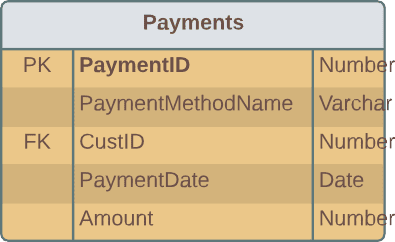 Payments
PK PaymentID Number
PaymentMethodName Varchar
FK CustID Number
PaymentDate Date
Amount Number